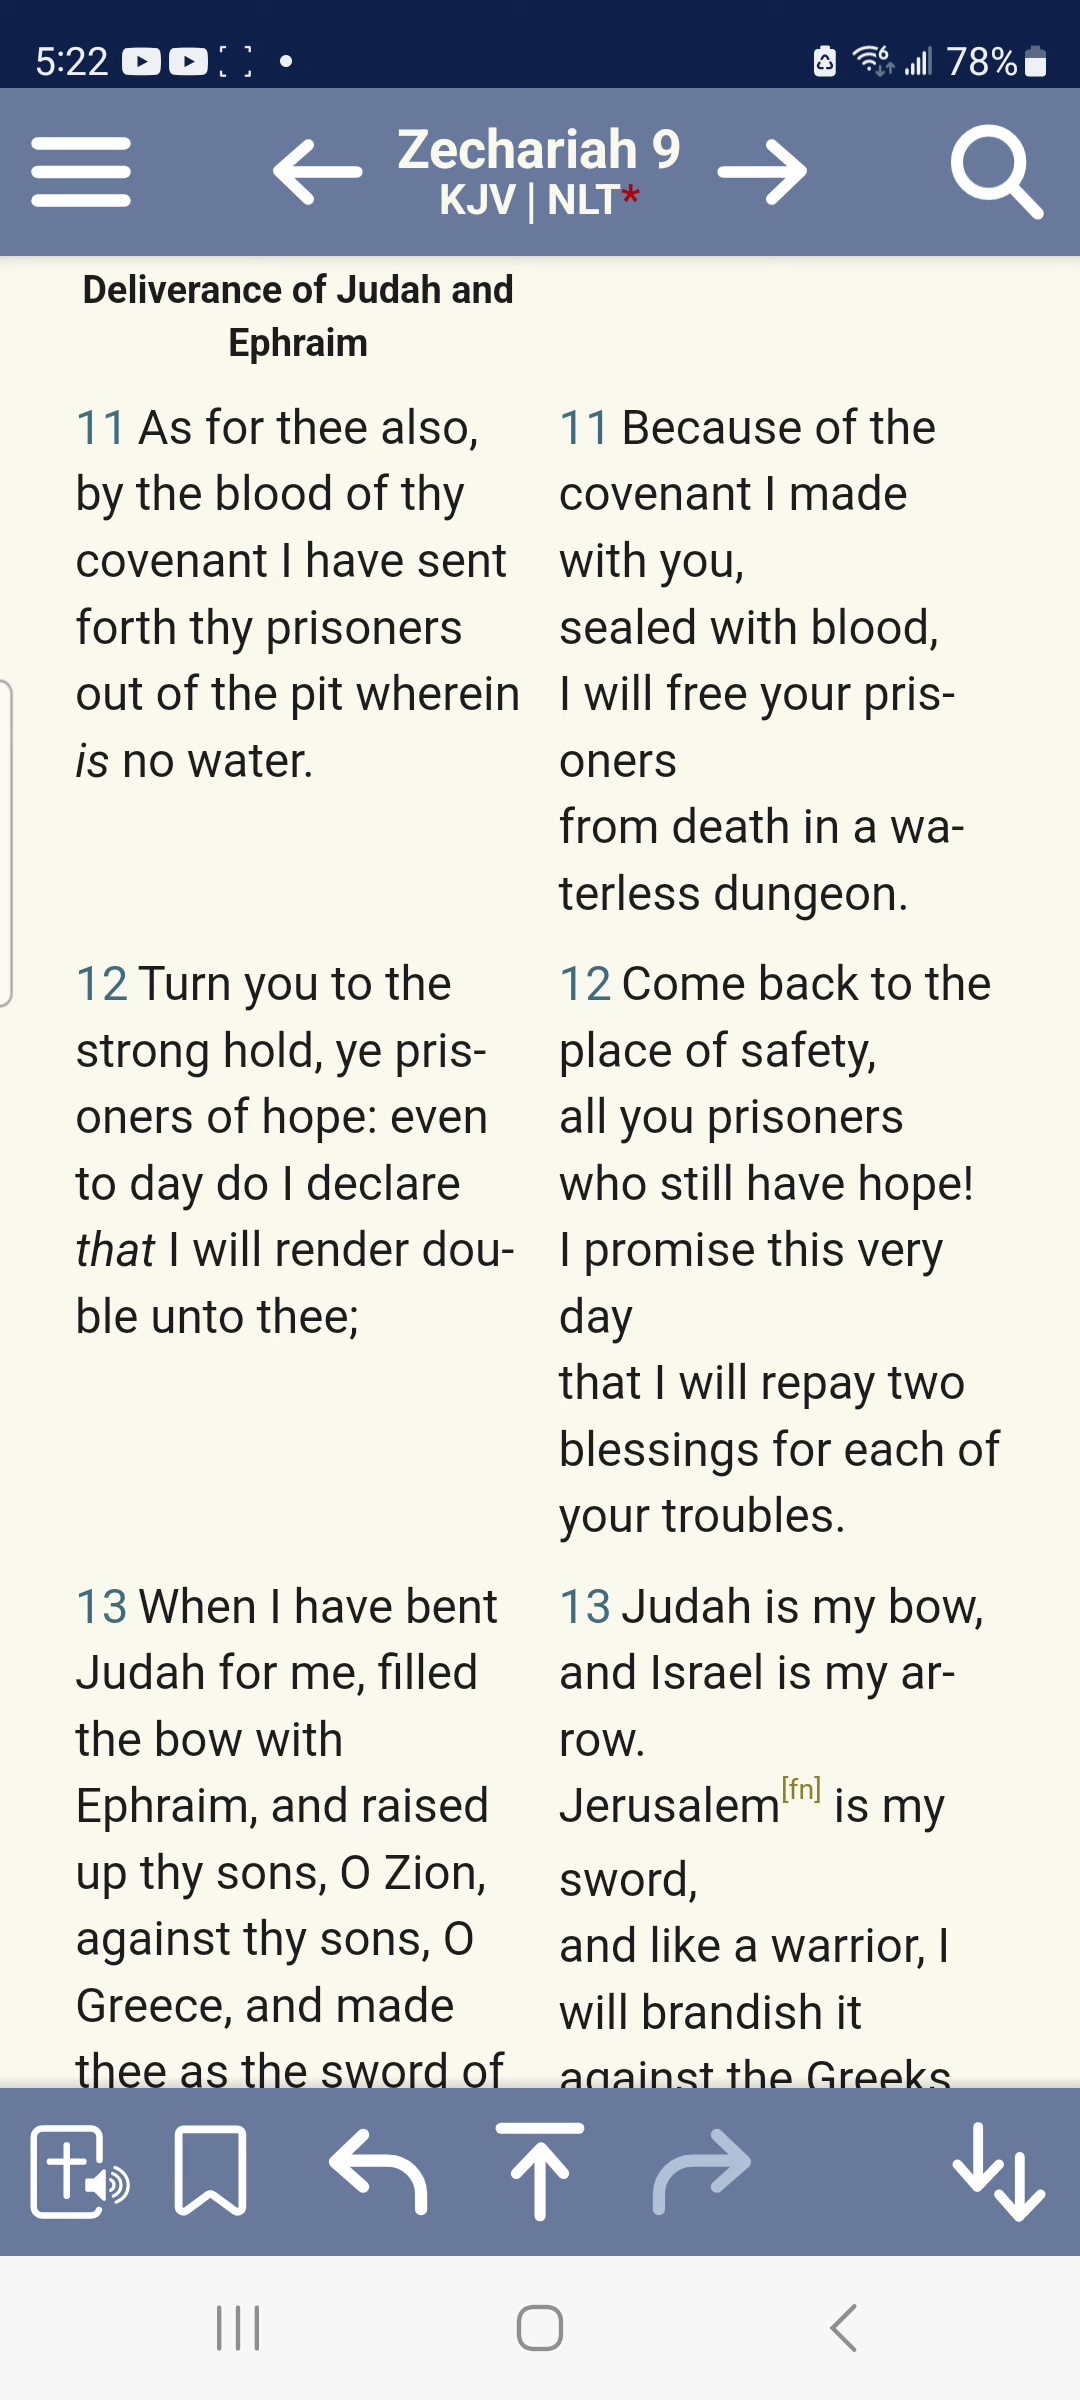 5:22
78%
Zechariah 9
KJV | NLT*
Deliverance of Judah and
Ephraim
11 As for thee also,
by the blood of thy
covenant I have sent
forth thy prisoners
out of the pit wherein
is no water.
11 Because of the
covenant I made
with you,
sealed with blood,
I will free your pris-
oners
from death in a wa-
terless dungeon.
12 Turn you to the
strong hold, ye pris-
oners of hope: even
to day do I declare
that I will render dou-
ble unto thee;
12 Come back to the
place of safety,
all you prisoners
who still have hope!
I promise this very
day
that I will repay two
blessings for each of
your troubles.
13 When I have bent
Judah for me, filled
the bow with
Ephraim, and raised
up thy sons, O Zion,
against thy sons, O
Greece, and made
thee as the sword of
13 Judah is my bow,
and Israel is my ar-
row.
Jerusalem[fn] is my
sword,
and like a warrior, I
will brandish it
against the Greeks